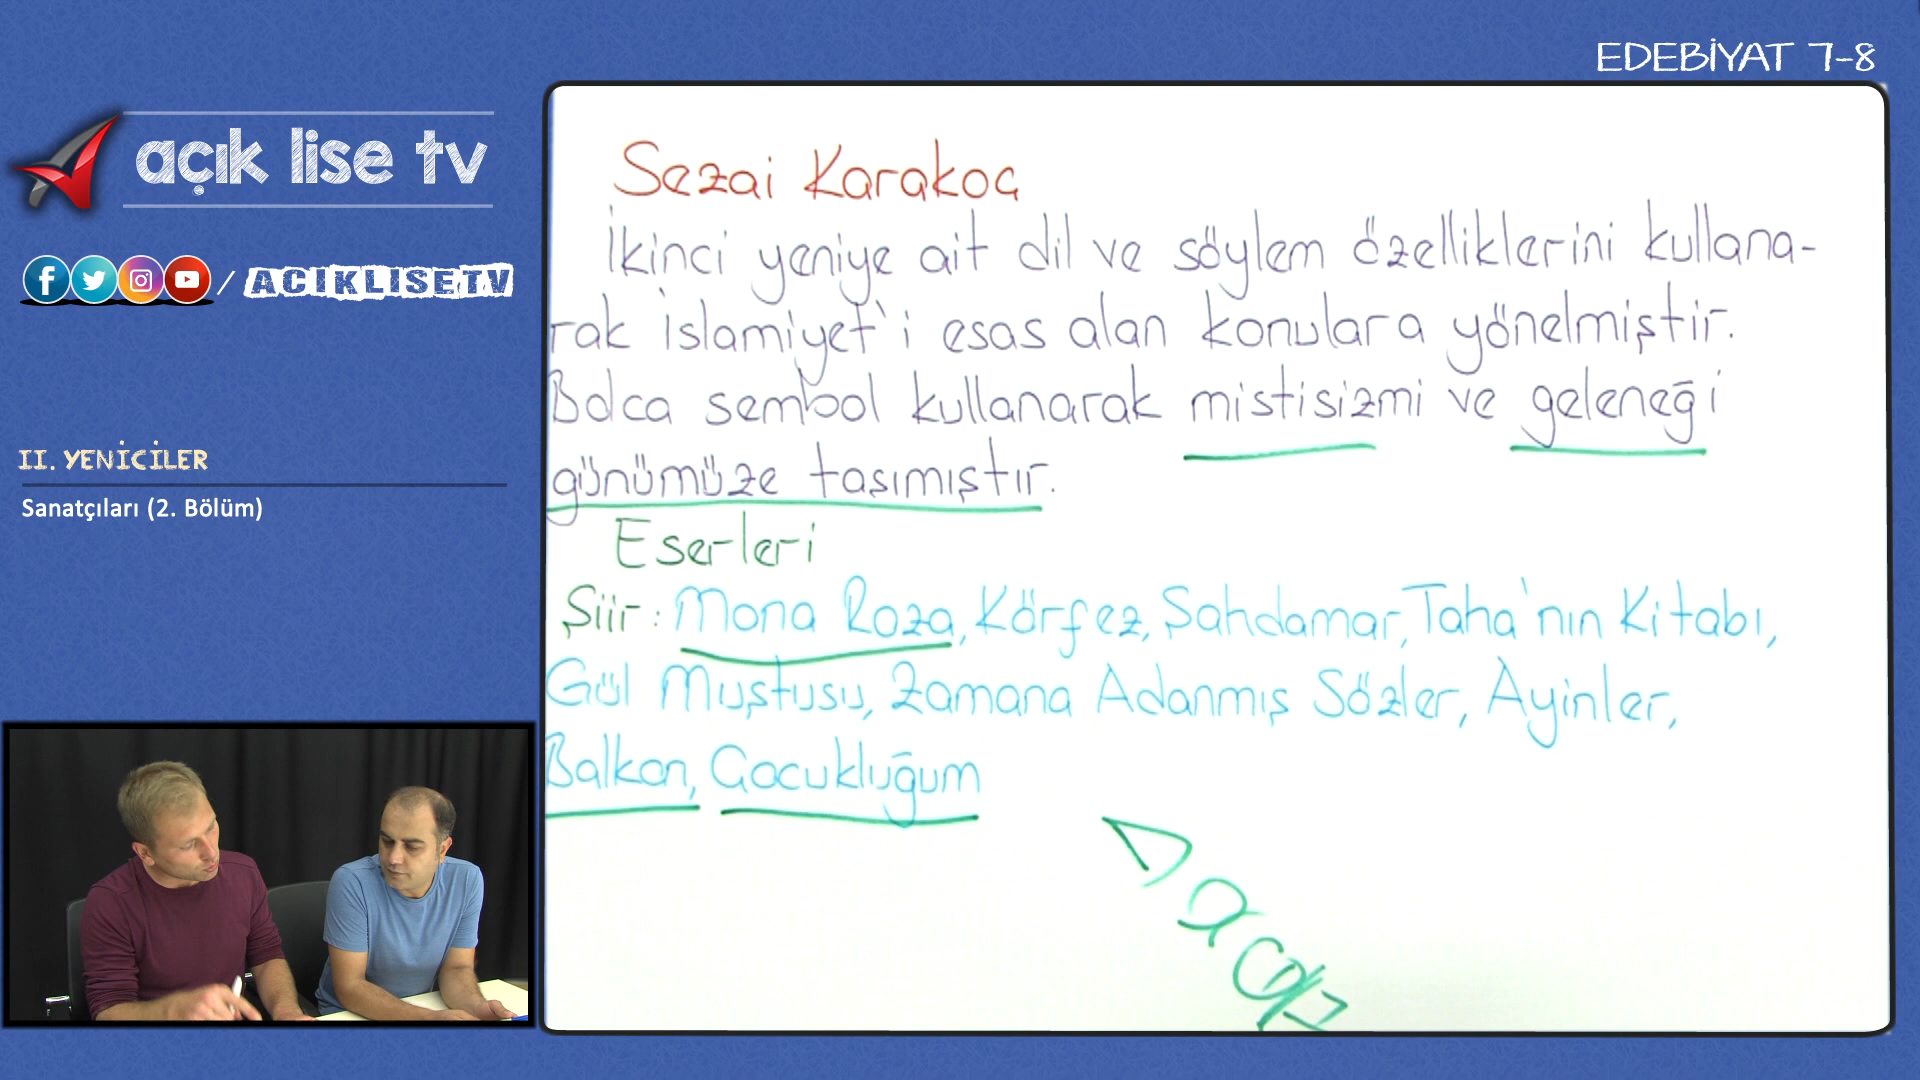 EDEBİYAT 7-8
açık lise tv
/ ACIKLISETV
II. YENİCİLER
Sanatçıları (2. Bölüm)
Sezai Karakoç
İkinci yeniye ait dil ve söylem özelliklerini kullana-
rak İslamiyet'i esas alan konulara yönelmiştir.
Bolca sembol kullanarak mistisizmi ve geleneği
günümüze taşımıştır.
Eserleri
Şiir: Mona Roza, Körfez, Şahdamar, Taha'nın Kitabı,
Gül Muştusu, Zamana Adanmış Sözler, Ayinler,
Balkon, Çocukluğum